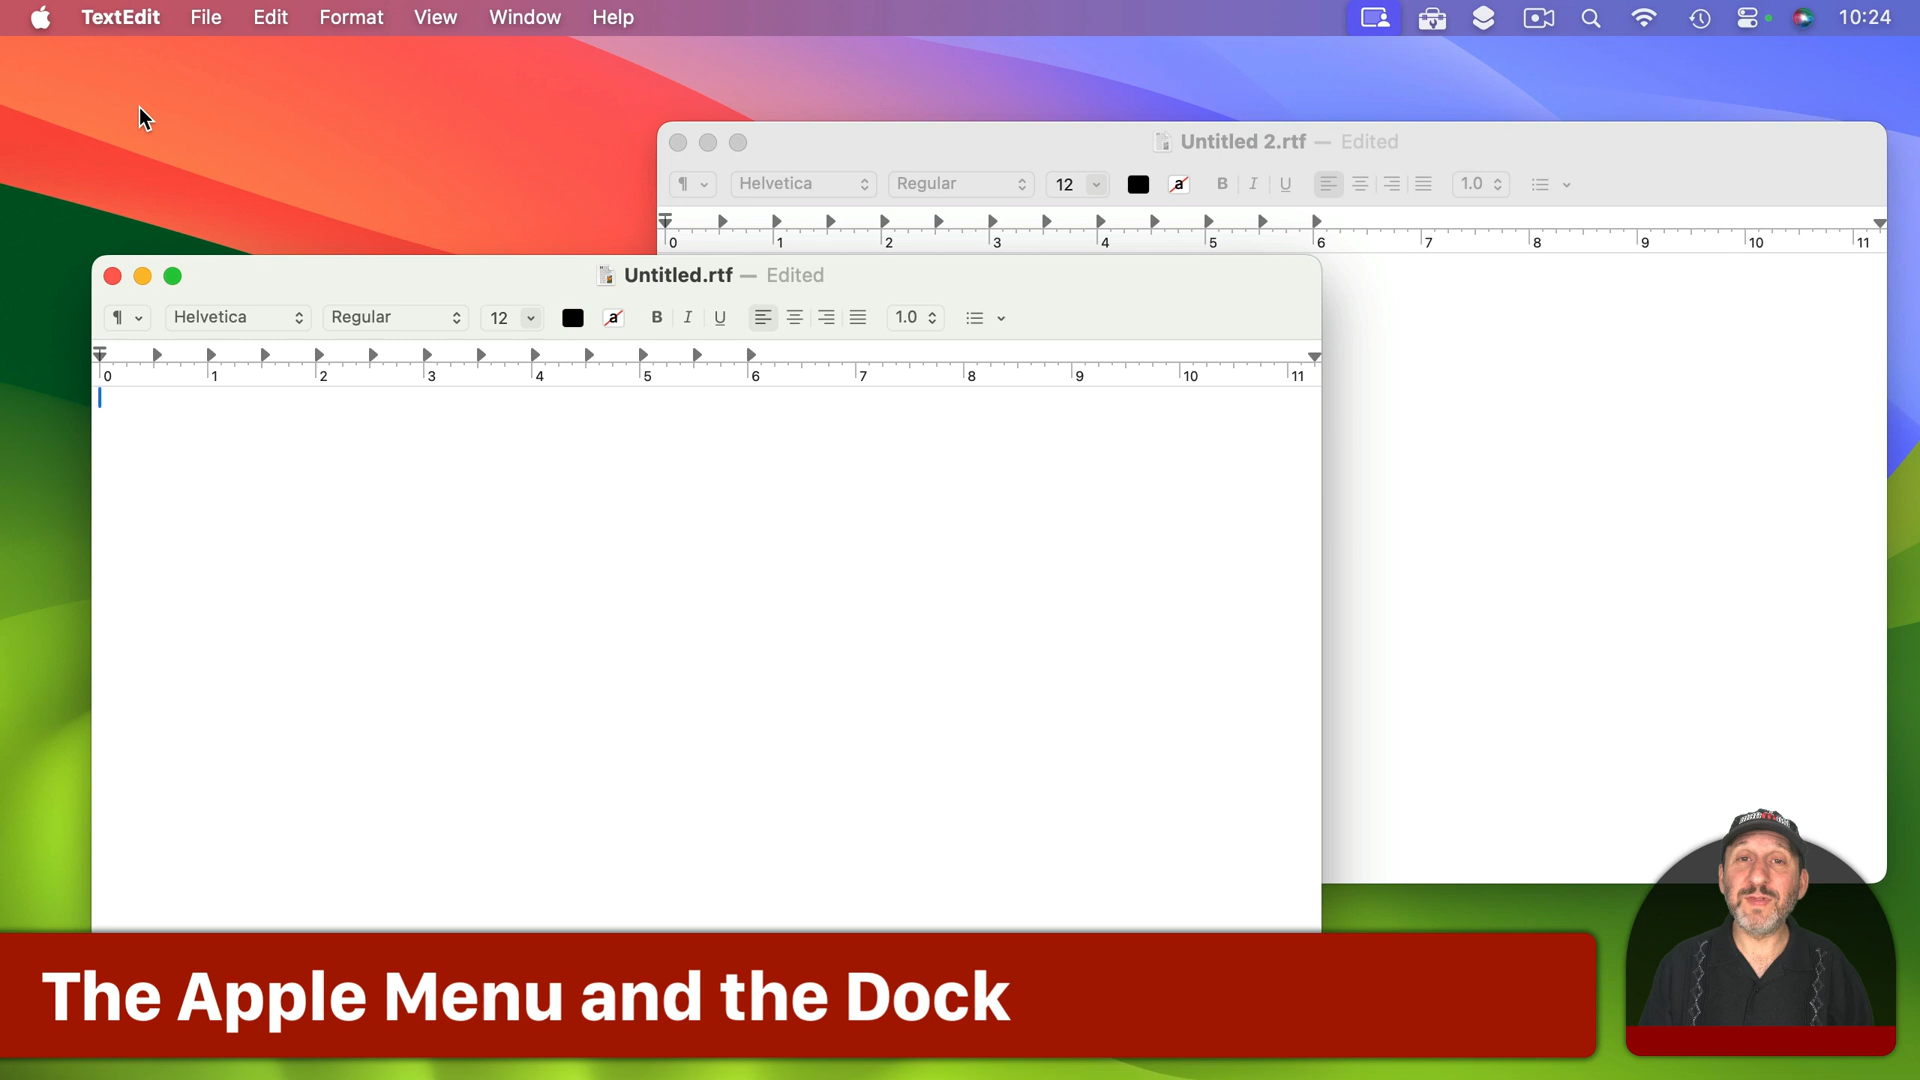 TextEdit File Edit Format View Window Help 10:24
Untitled 2.rtf — Edited
¶ Helvetica Regular 12 a B I U 1.0
0 1 2 3 4 5 6 7 8 9 10 11
Untitled.rtf — Edited
¶ Helvetica Regular 12 a B I U 1.0
0 1 2 3 4 5 6 7 8 9 10 11
The Apple Menu and the Dock